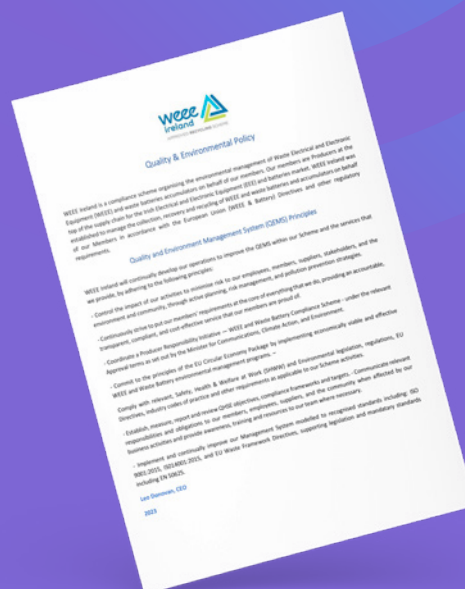 weee
ireland
Quality & Environmental Policy
WEEE Ireland is a compliance scheme organising the environmental management of Waste Electrical and Electronic
Equipment (WEEE) and waste batteries accumulators on behalf of our members. Our members are Producers at the
top of the supply chain for the Irish Electrical and Electronic Equipment (EEE) and batteries market. WEEE Ireland was
established to manage the collection, recovery and recycling of WEEE and waste batteries and accumulators on behalf
of our Members in accordance with the European Union (WEEE & Battery) Directives and other regulatory
requirements.
Quality and Environment Management System (QEMS) Principles
WEEE Ireland will continually develop our operations to improve the QEMS within our Scheme and the services that
we provide, by adhering to the following principles:
- Control the impact of our activities to minimise risk to our employees, members, suppliers, stakeholders, and the
environment and community, through active planning, risk management, and pollution prevention strategies.
- Continuously strive to put our members' requirements at the core of everything that we do, providing an accountable,
transparent, compliant, and cost-effective service that our members are proud of.
- Coordinate a Producer Responsibility Initiative — WEEE and Waste Battery Compliance Scheme - under the relevant
Approval terms as set out by the Minister for Communications, Climate Action, and Environment.
- Commit to the principles of the EU Circular Economy Package by implementing economically viable and effective
WEEE and Waste Battery environmental management programs. –
Comply with relevant, Safety, Health & Welfare at Work (SHWW) and Environmental legislation, regulations, EU
Directives, industry codes of practice and other requirements as applicable to our Scheme activities.
- Establish, measure, report and review QHSE objectives, compliance frameworks and targets. - Communicate relevant
responsibilities and obligations to our members, employees, suppliers, and the community when affected by our
business activities and provide awareness, training and resources to our team where necessary.
- Implement and continually improve our Management System modelled to recognised standards including: ISO
9001:2015, ISO14001:2015, and EU Waste Framework Directives, supporting legislation and mandatory standards
including EN 50625.
Leo Donovan, CEO
2023